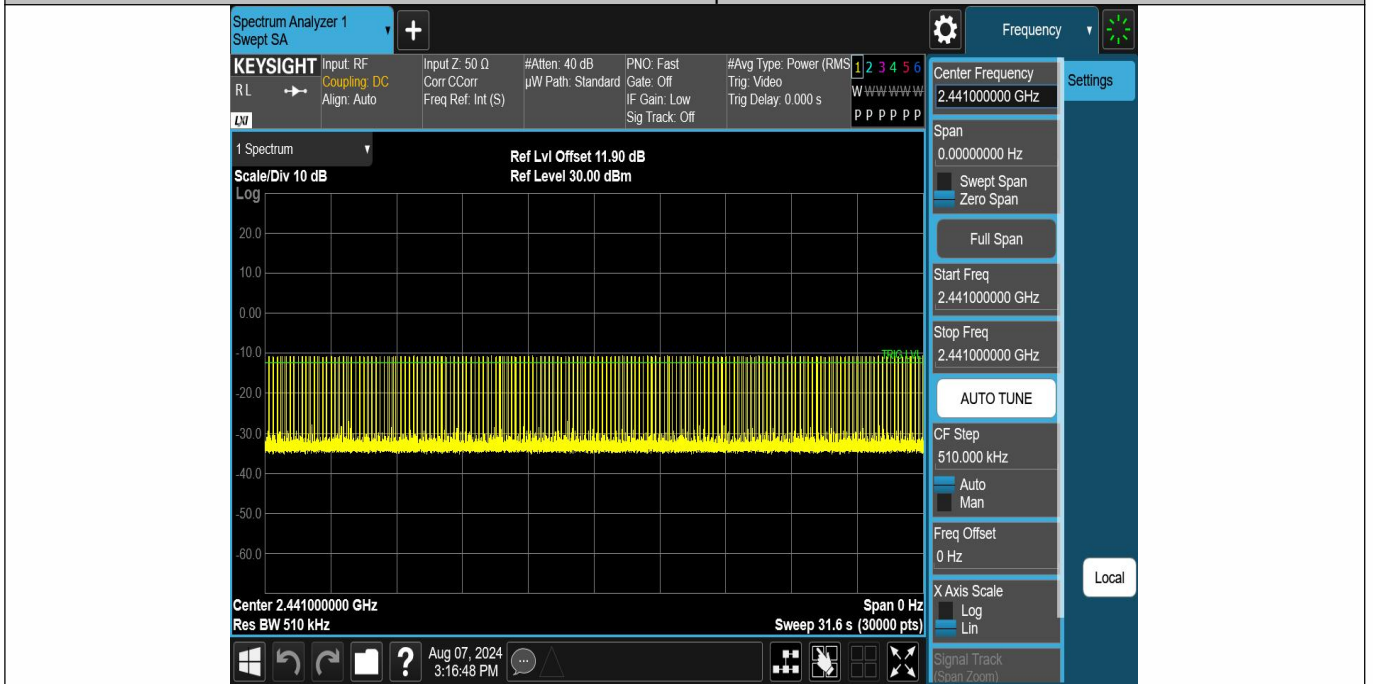 Spectrum Analyzer 1
Swept SA
+
Frequency
KEYSIGHT
RL
LXI
Input: RF
Coupling: DC
Align: Auto
Input Z: 50 Ω
Corr CCorr
Freq Ref: Int (S)
#Atten: 40 dB
µW Path: Standard
PNO: Fast
Gate: Off
IF Gain: Low
Sig Track: Off
#Avg Type: Power (RMS
Trig: Video
Trig Delay: 0.000 s
1 2 3 4 5 6
W W W W W W
P P P P P P
Center Frequency
2.441000000 GHz
Settings
Span
0.00000000 Hz
Swept Span
Zero Span
Full Span
Start Freq
2.441000000 GHz
Stop Freq
2.441000000 GHz
AUTO TUNE
CF Step
510.000 kHz
Auto
Man
Freq Offset
0 Hz
X Axis Scale
Log
Lin
Signal Track
(Span Zoom)
Local
1 Spectrum
Scale/Div 10 dB
Ref Lvl Offset 11.90 dB
Ref Level 30.00 dBm
Log
20.0
10.0
0.00
-10.0
TRIG LVL
-20.0
-30.0
-40.0
-50.0
-60.0
Center 2.441000000 GHz
Span 0 Hz
Res BW 510 kHz
Sweep 31.6 s (30000 pts)
?
Aug 07, 2024
3:16:48 PM